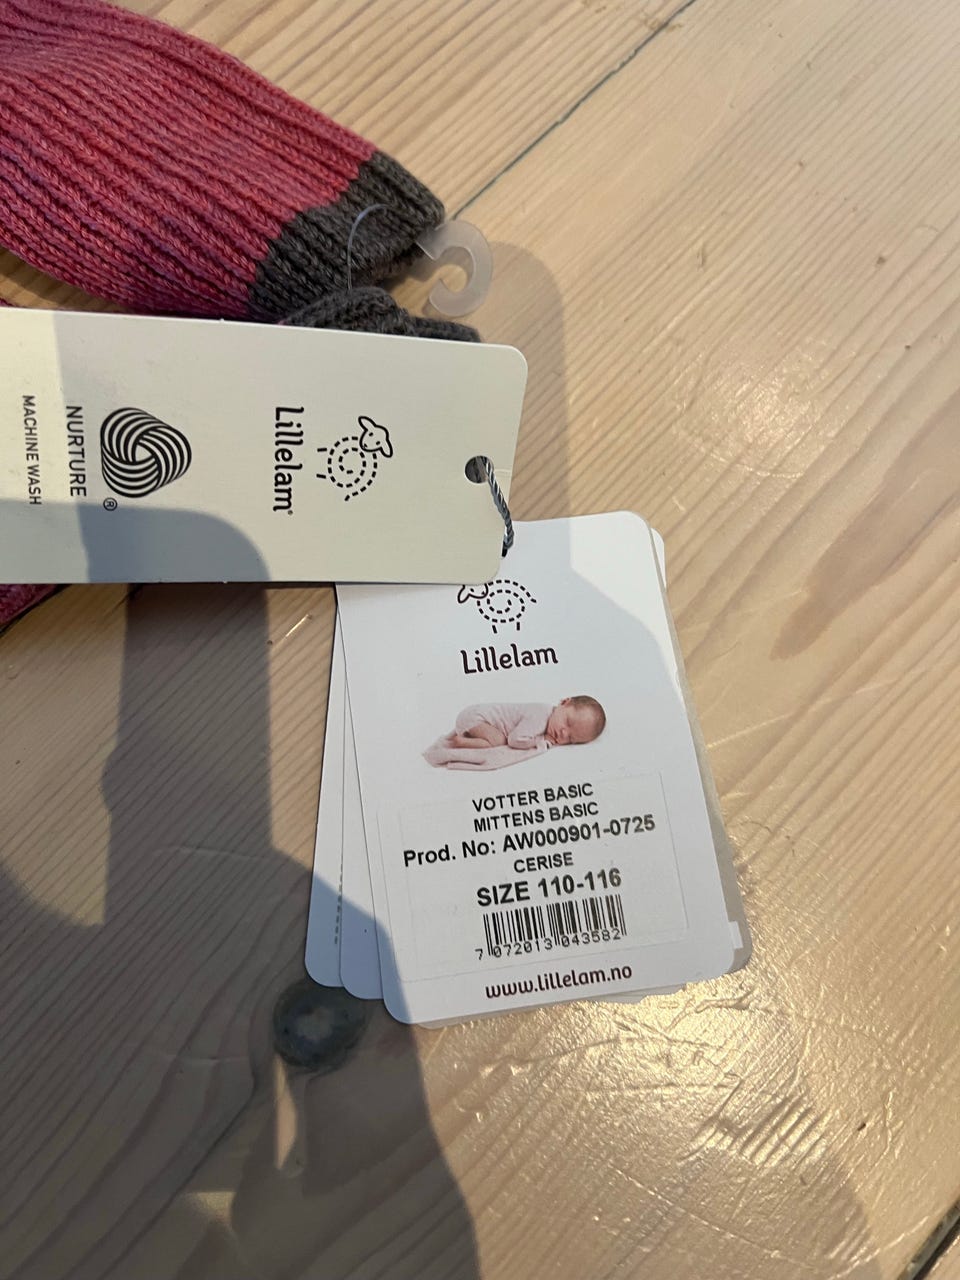 Lillelam®
®
NURTURE
MACHINE WASH
Lillelam
VOTTER BASIC
MITTENS BASIC
Prod. No: AW000901-0725
CERISE
SIZE 110-116
7 072013 043582
www.lillelam.no